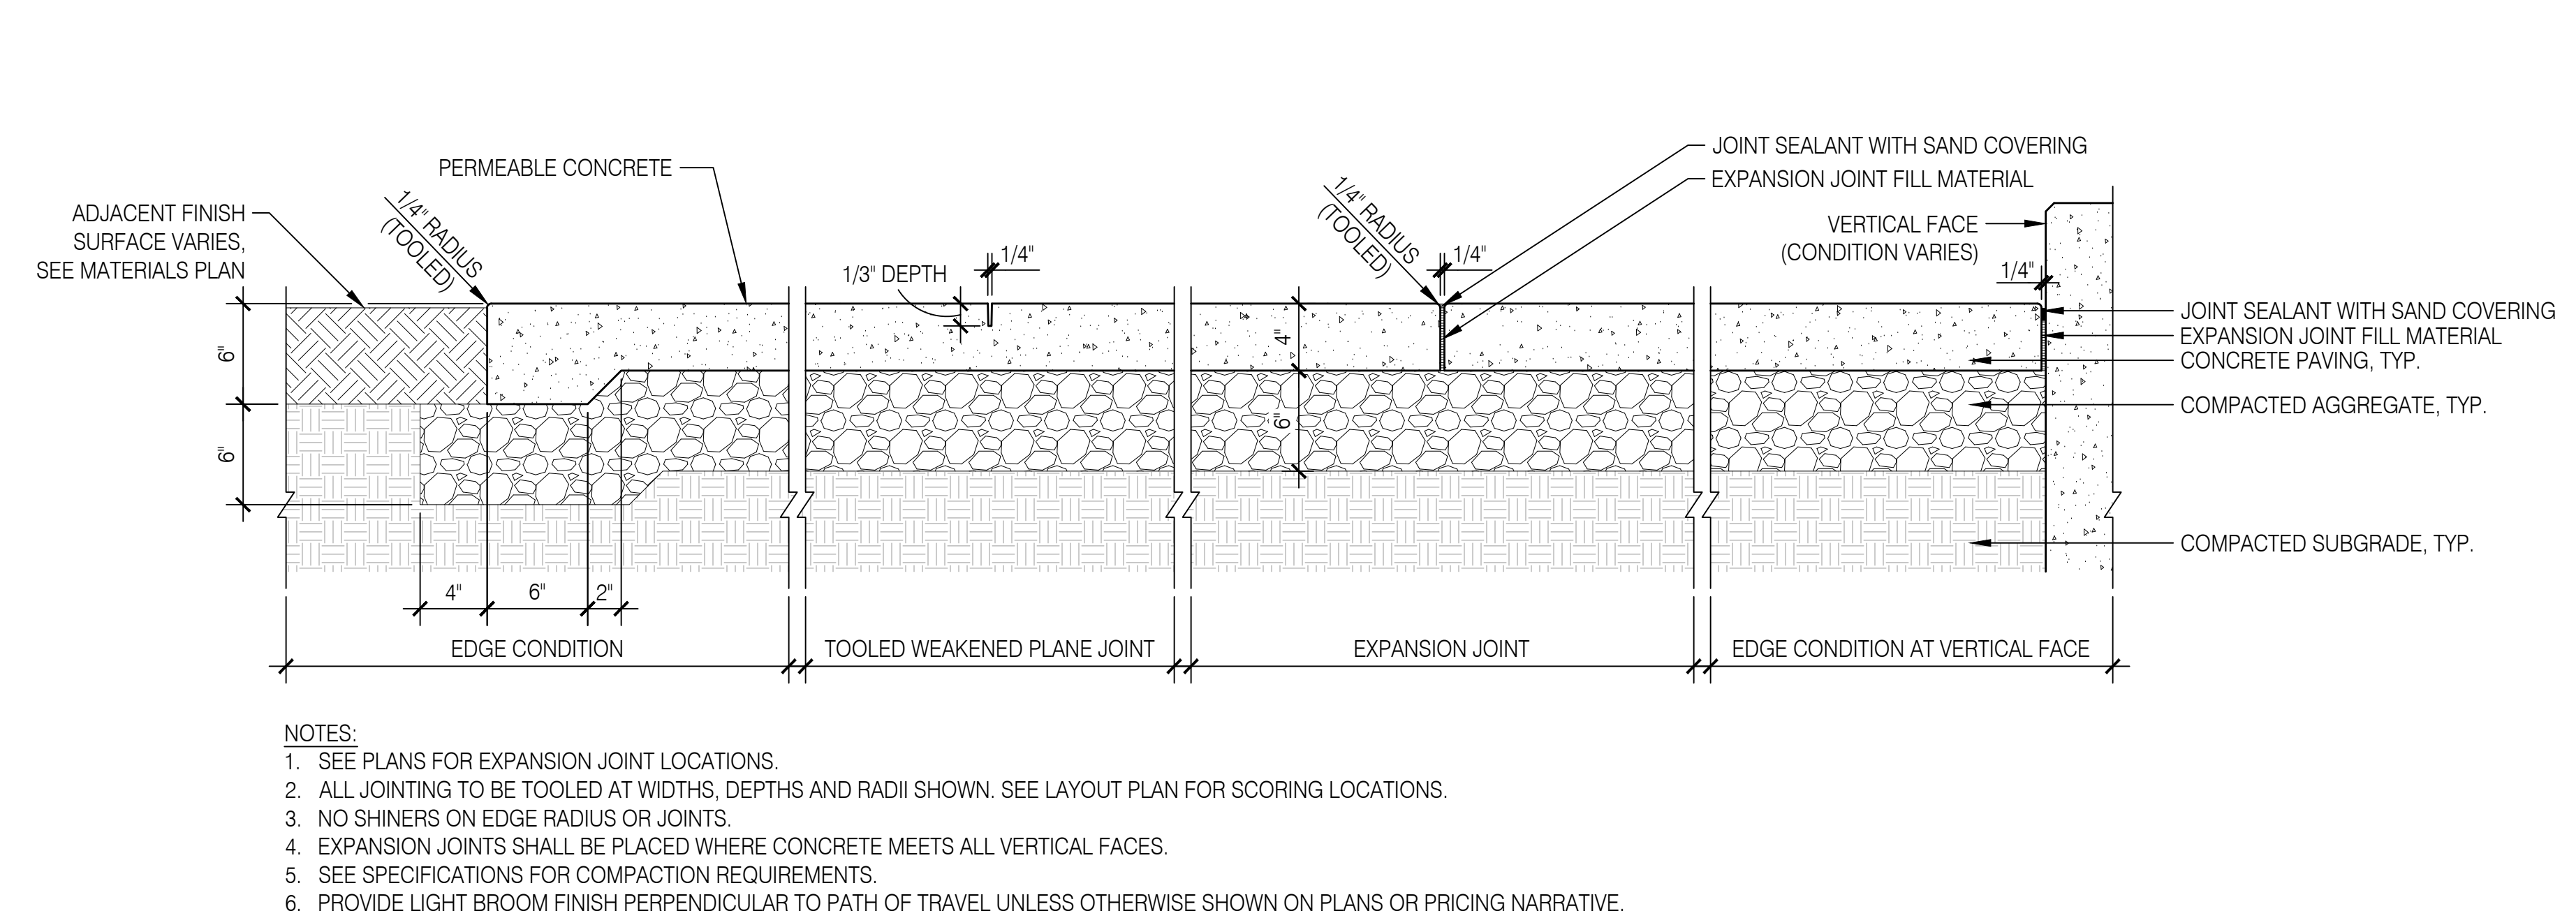 PERMEABLE CONCRETE
ADJACENT FINISH
SURFACE VARIES,
SEE MATERIALS PLAN
1/4" RADIUS
(TOOLED)
6"
6"
4"
6"
2"
EDGE CONDITION
1/3" DEPTH
1/4"
TOOLED WEAKENED PLANE JOINT
1/4" RADIUS
(TOOLED)
1/4"
JOINT SEALANT WITH SAND COVERING
EXPANSION JOINT FILL MATERIAL
4"
6"
EXPANSION JOINT
VERTICAL FACE
(CONDITION VARIES)
1/4"
JOINT SEALANT WITH SAND COVERING
EXPANSION JOINT FILL MATERIAL
CONCRETE PAVING, TYP.
COMPACTED AGGREGATE, TYP.
COMPACTED SUBGRADE, TYP.
EDGE CONDITION AT VERTICAL FACE
NOTES:
1. SEE PLANS FOR EXPANSION JOINT LOCATIONS.
2. ALL JOINTING TO BE TOOLED AT WIDTHS, DEPTHS AND RADII SHOWN. SEE LAYOUT PLAN FOR SCORING LOCATIONS.
3. NO SHINERS ON EDGE RADIUS OR JOINTS.
4. EXPANSION JOINTS SHALL BE PLACED WHERE CONCRETE MEETS ALL VERTICAL FACES.
5. SEE SPECIFICATIONS FOR COMPACTION REQUIREMENTS.
6. PROVIDE LIGHT BROOM FINISH PERPENDICULAR TO PATH OF TRAVEL UNLESS OTHERWISE SHOWN ON PLANS OR PRICING NARRATIVE.